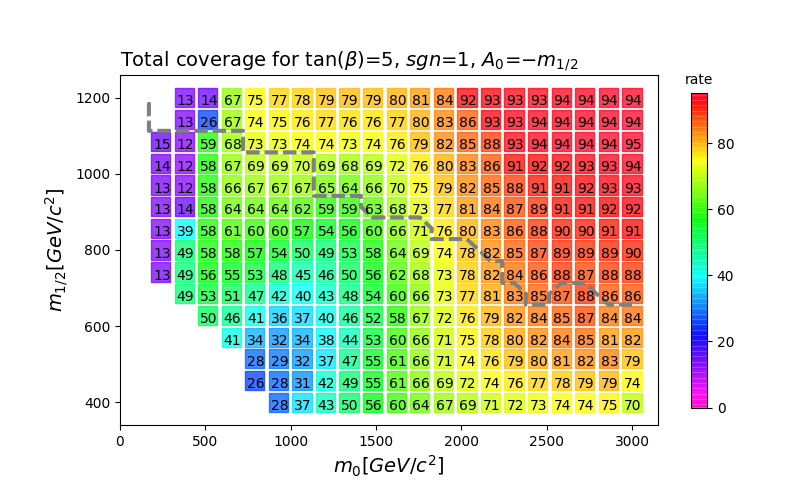 Total coverage for tan(β)=5, sgn=1, A₀=−m₁/₂
rate
1200
13 14 67 75 77 78 79 79 79 80 81 84 92 93 93 93 94 94 94 94
13 26 67 74 75 76 77 76 76 77 80 83 86 93 93 94 94 94 94 94
15 12 59 68 73 73 74 74 73 74 76 79 82 85 88 93 94 94 94 94 95
80
1000
14 12 58 67 69 69 70 69 68 69 72 76 80 83 86 91 92 92 93 93 94
13 12 58 66 67 67 67 65 64 66 70 75 79 82 85 88 91 91 92 93 93
13 14 58 64 64 64 62 59 59 63 68 73 77 81 84 87 89 91 91 92 92
60
13 39 58 61 60 60 57 54 56 60 66 71 76 80 83 86 88 90 90 91 91
800
13 49 58 58 57 54 50 49 53 58 64 69 74 78 82 85 87 89 89 89 90
13 49 56 55 53 48 45 46 50 56 62 68 73 78 82 84 86 88 87 88 88
40
49 53 51 47 42 40 43 48 54 60 66 73 77 81 83 85 87 88 86 86
50 46 41 36 37 40 46 52 58 67 72 76 79 82 84 85 87 84 84
600
41 34 32 34 38 44 53 60 66 71 75 78 80 82 84 85 81 82
20
28 29 32 37 47 55 61 66 71 74 76 79 80 81 82 83 79
26 28 31 42 49 55 61 66 69 72 74 76 77 78 79 79 74
400
28 37 43 50 56 60 64 67 69 71 72 73 74 74 75 70
0
m₁/₂[GeV/c²]
0 500 1000 1500 2000 2500 3000
m₀[GeV/c²]